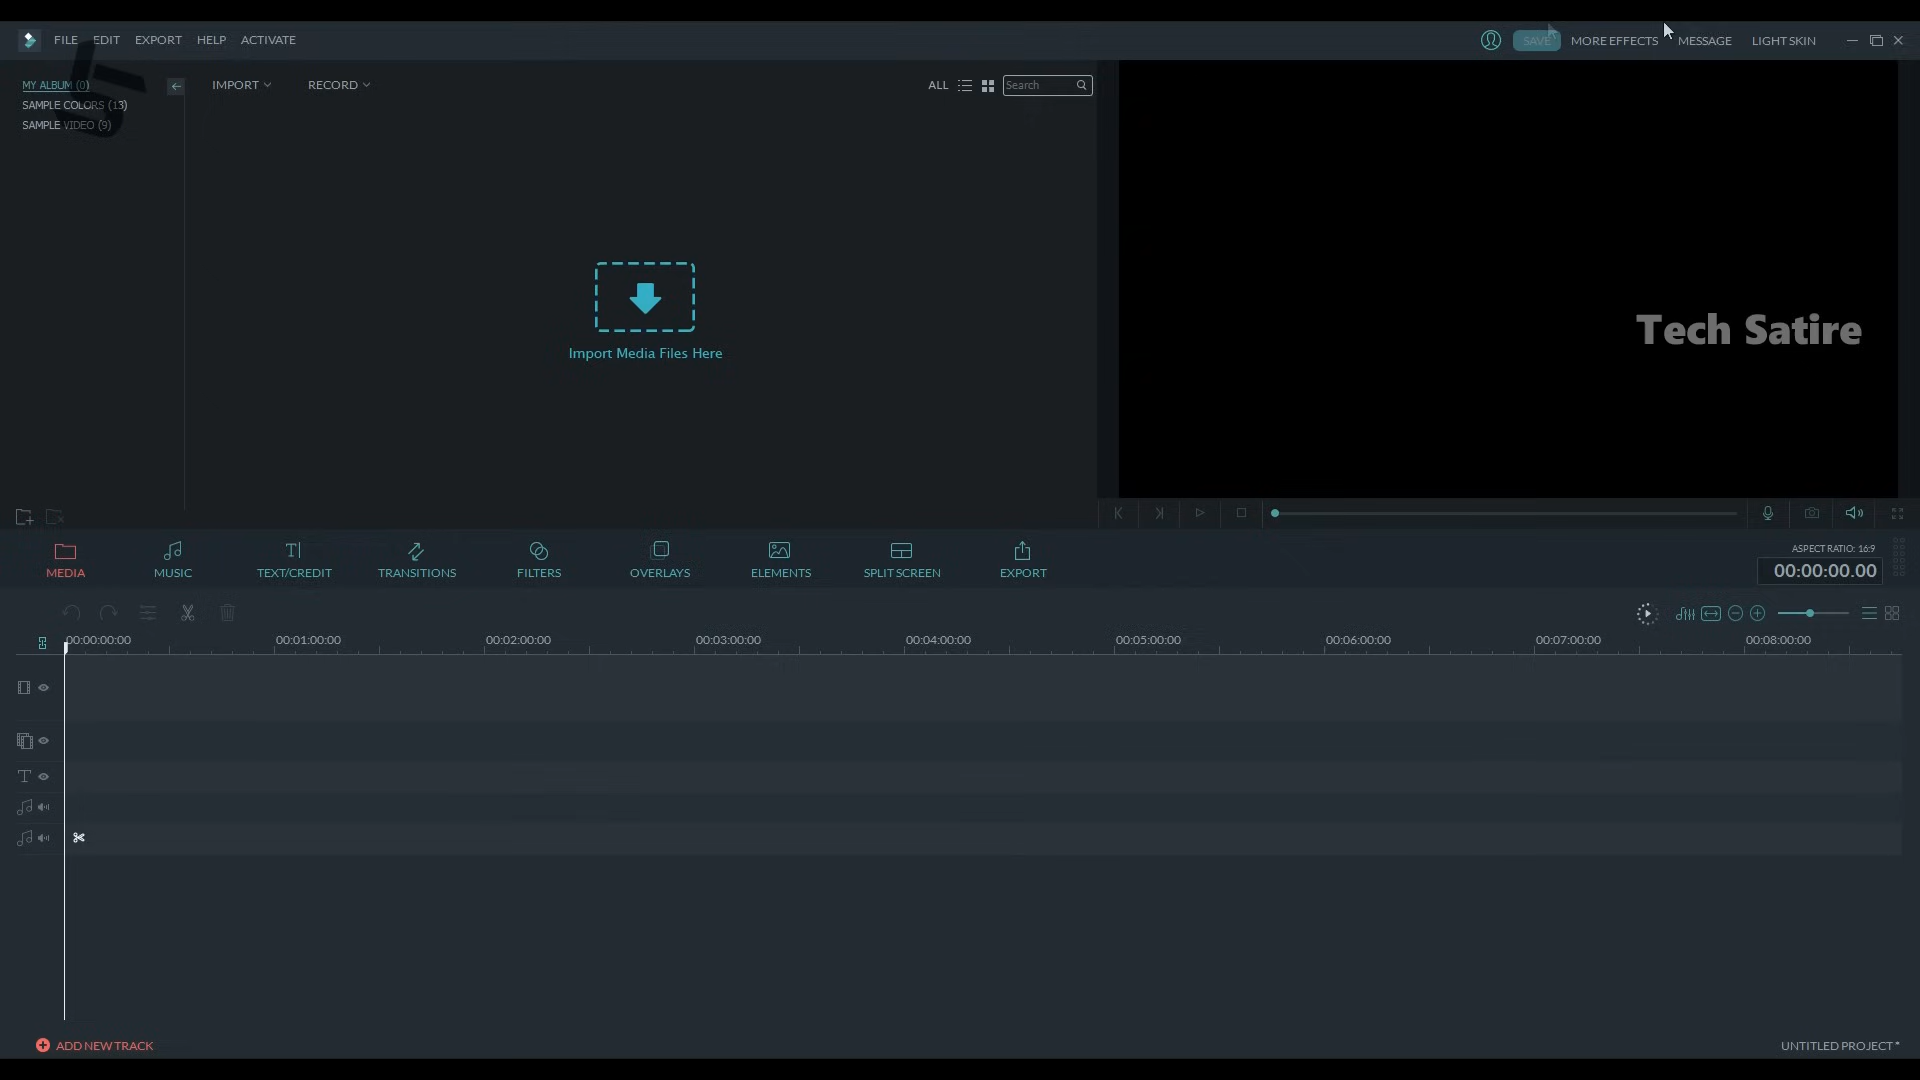 FILE EDIT EXPORT HELP ACTIVATE
SAVE MORE EFFECTS MESSAGE LIGHT SKIN
MY ALBUM (0)
SAMPLE COLORS (13)
SAMPLE VIDEO (9)
IMPORT RECORD
ALL Search
Import Media Files Here
Tech Satire
MEDIA MUSIC TEXT/CREDIT TRANSITIONS FILTERS OVERLAYS ELEMENTS SPLIT SCREEN EXPORT
ASPECT RATIO: 16:9
00:00:00.00
00:00:00:00 00:01:00:00 00:02:00:00 00:03:00:00 00:04:00:00 00:05:00:00 00:06:00:00 00:07:00:00 00:08:00:00
ADD NEW TRACK
UNTITLED PROJECT *